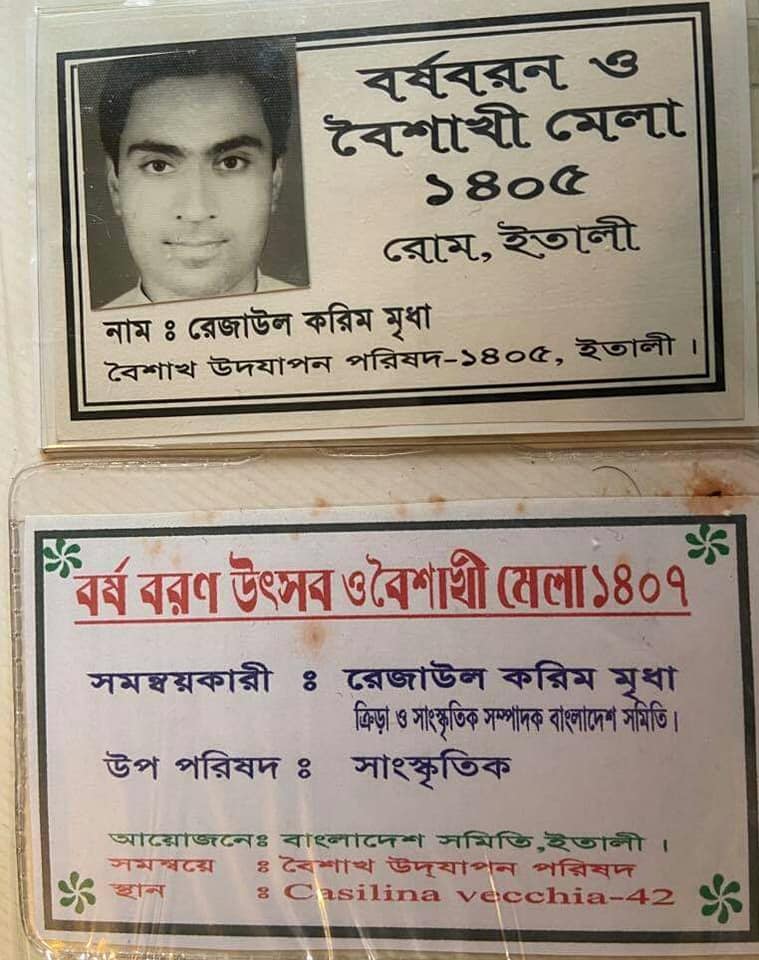 বর্ষবরন ও
বৈশাখী মেলা
১৪০৫
রোম, ইতালী
নাম ঃ রেজাউল করিম মৃধা
বৈশাখ উদযাপন পরিষদ-১৪০৫, ইতালী ।
বর্ষ বরণ উৎসব ও বৈশাখী মেলা ১৪০৭
সমন্বয়কারী ঃ রেজাউল করিম মৃধা
ক্রিড়া ও সাংস্কৃতিক সম্পাদক বাংলাদেশ সমিতি।
উপ পরিষদ ঃ সাংস্কৃতিক
আয়োজনেঃ বাংলাদেশ সমিতি,ইতালী ।
সমন্বয়ে ঃ বৈশাখ উদ্‌যাপন পরিষদ
স্থান ঃ Casilina vecchia-42